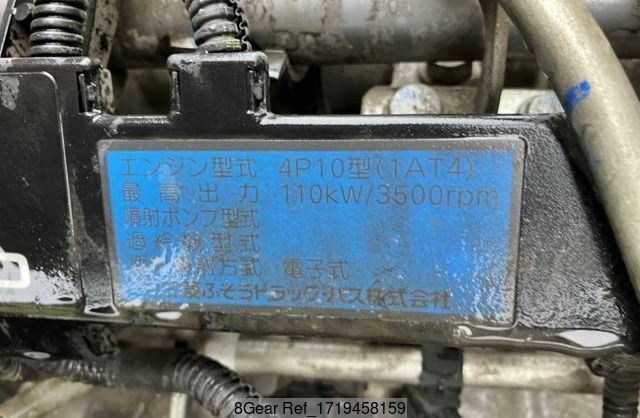 エンジン型式 4P10型(1AT4)
最高出力 110kW/3500rpm
噴射ポンプ型式
過給機型式
噴射方式 電子式
三菱ふそうトラック・バス株式会社
8Gear Ref_1719458159